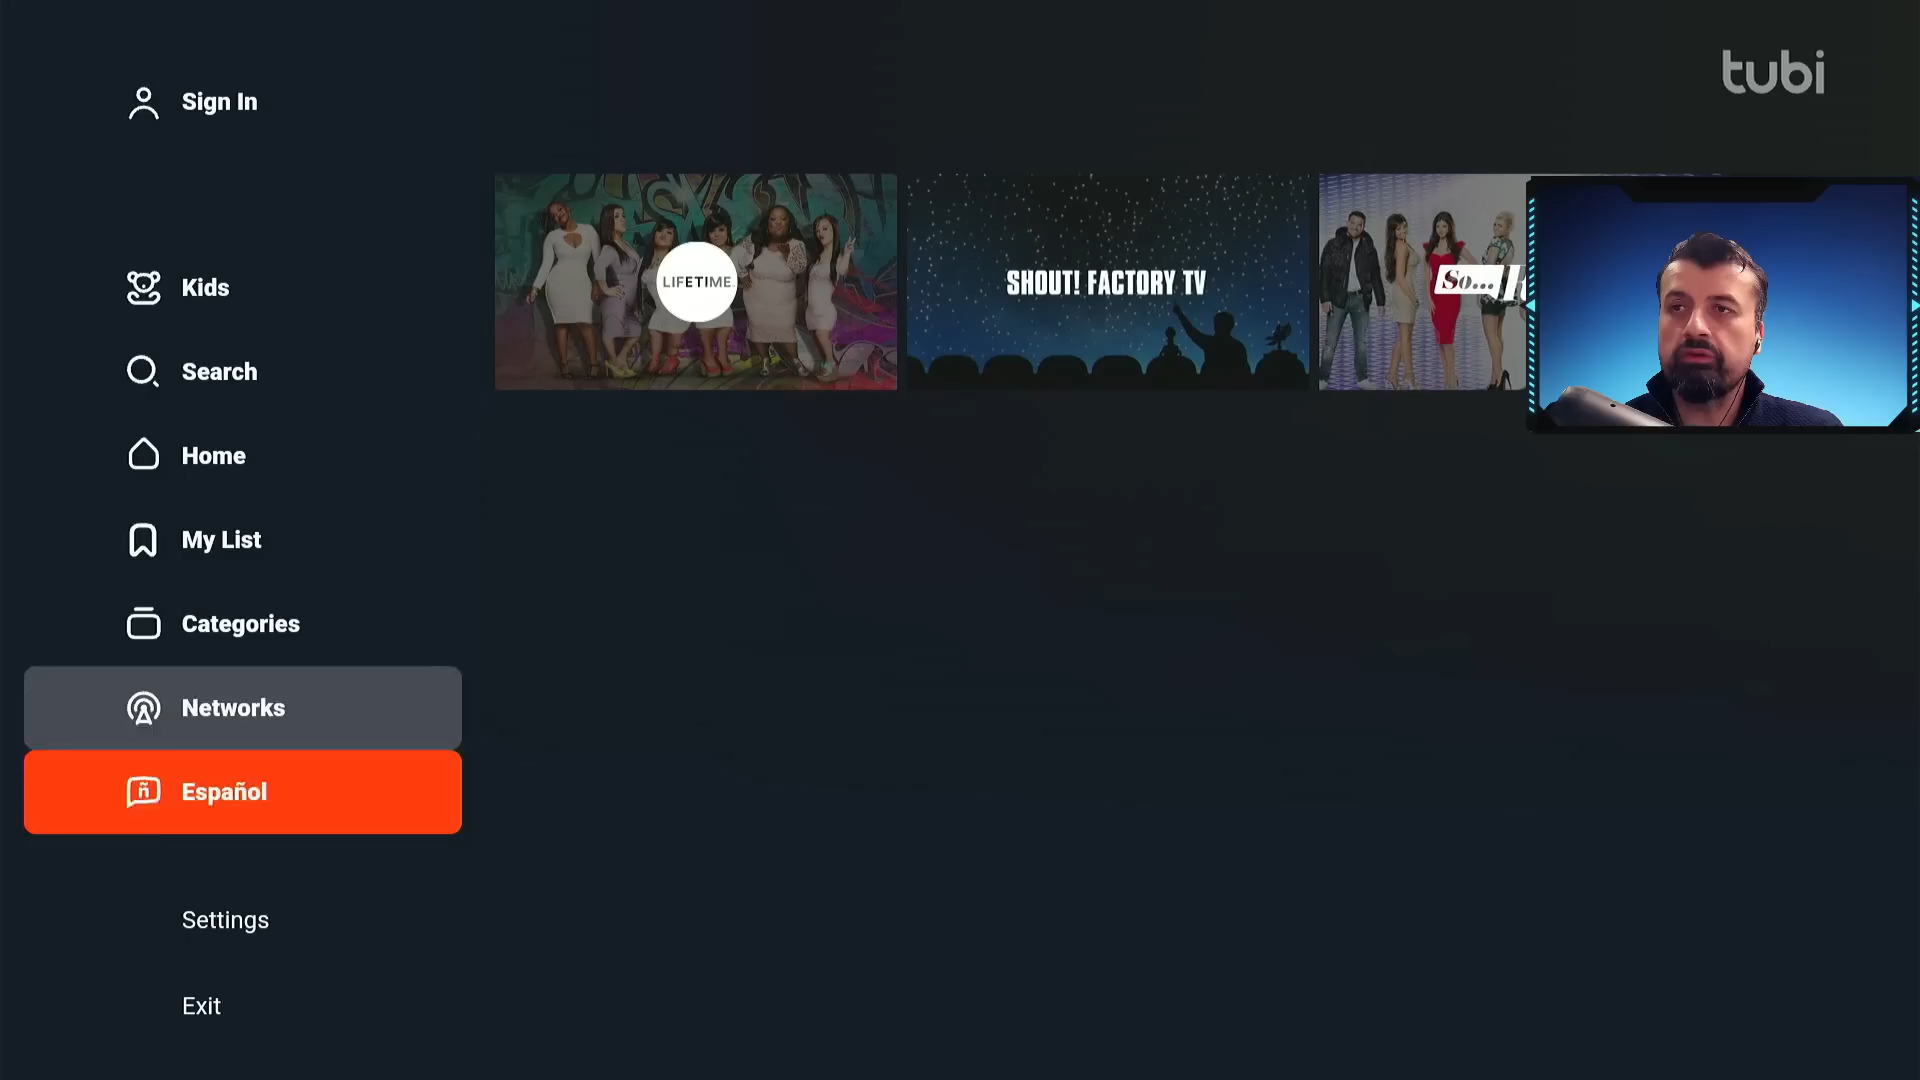 tubi
Sign In
Kids
Search
Home
My List
Categories
Networks
Español
Settings
Exit
LIFETIME
SHOUT! FACTORY TV
So...